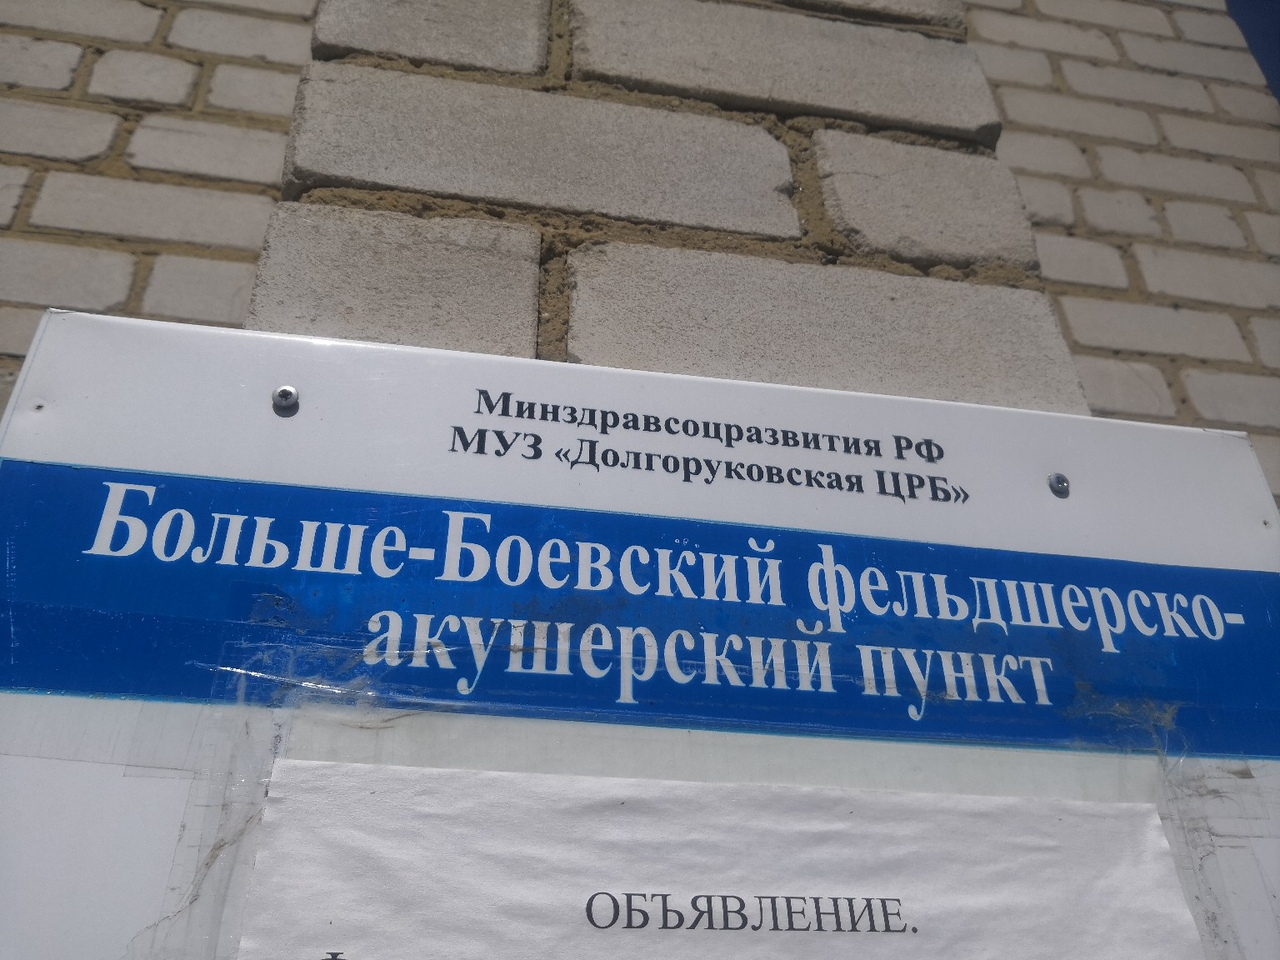 Минздравсоцразвития РФ
МУЗ «Долгоруковская ЦРБ»
Больше-Боевский фельдшерско-
акушерский пункт
ОБЪЯВЛЕНИЕ.